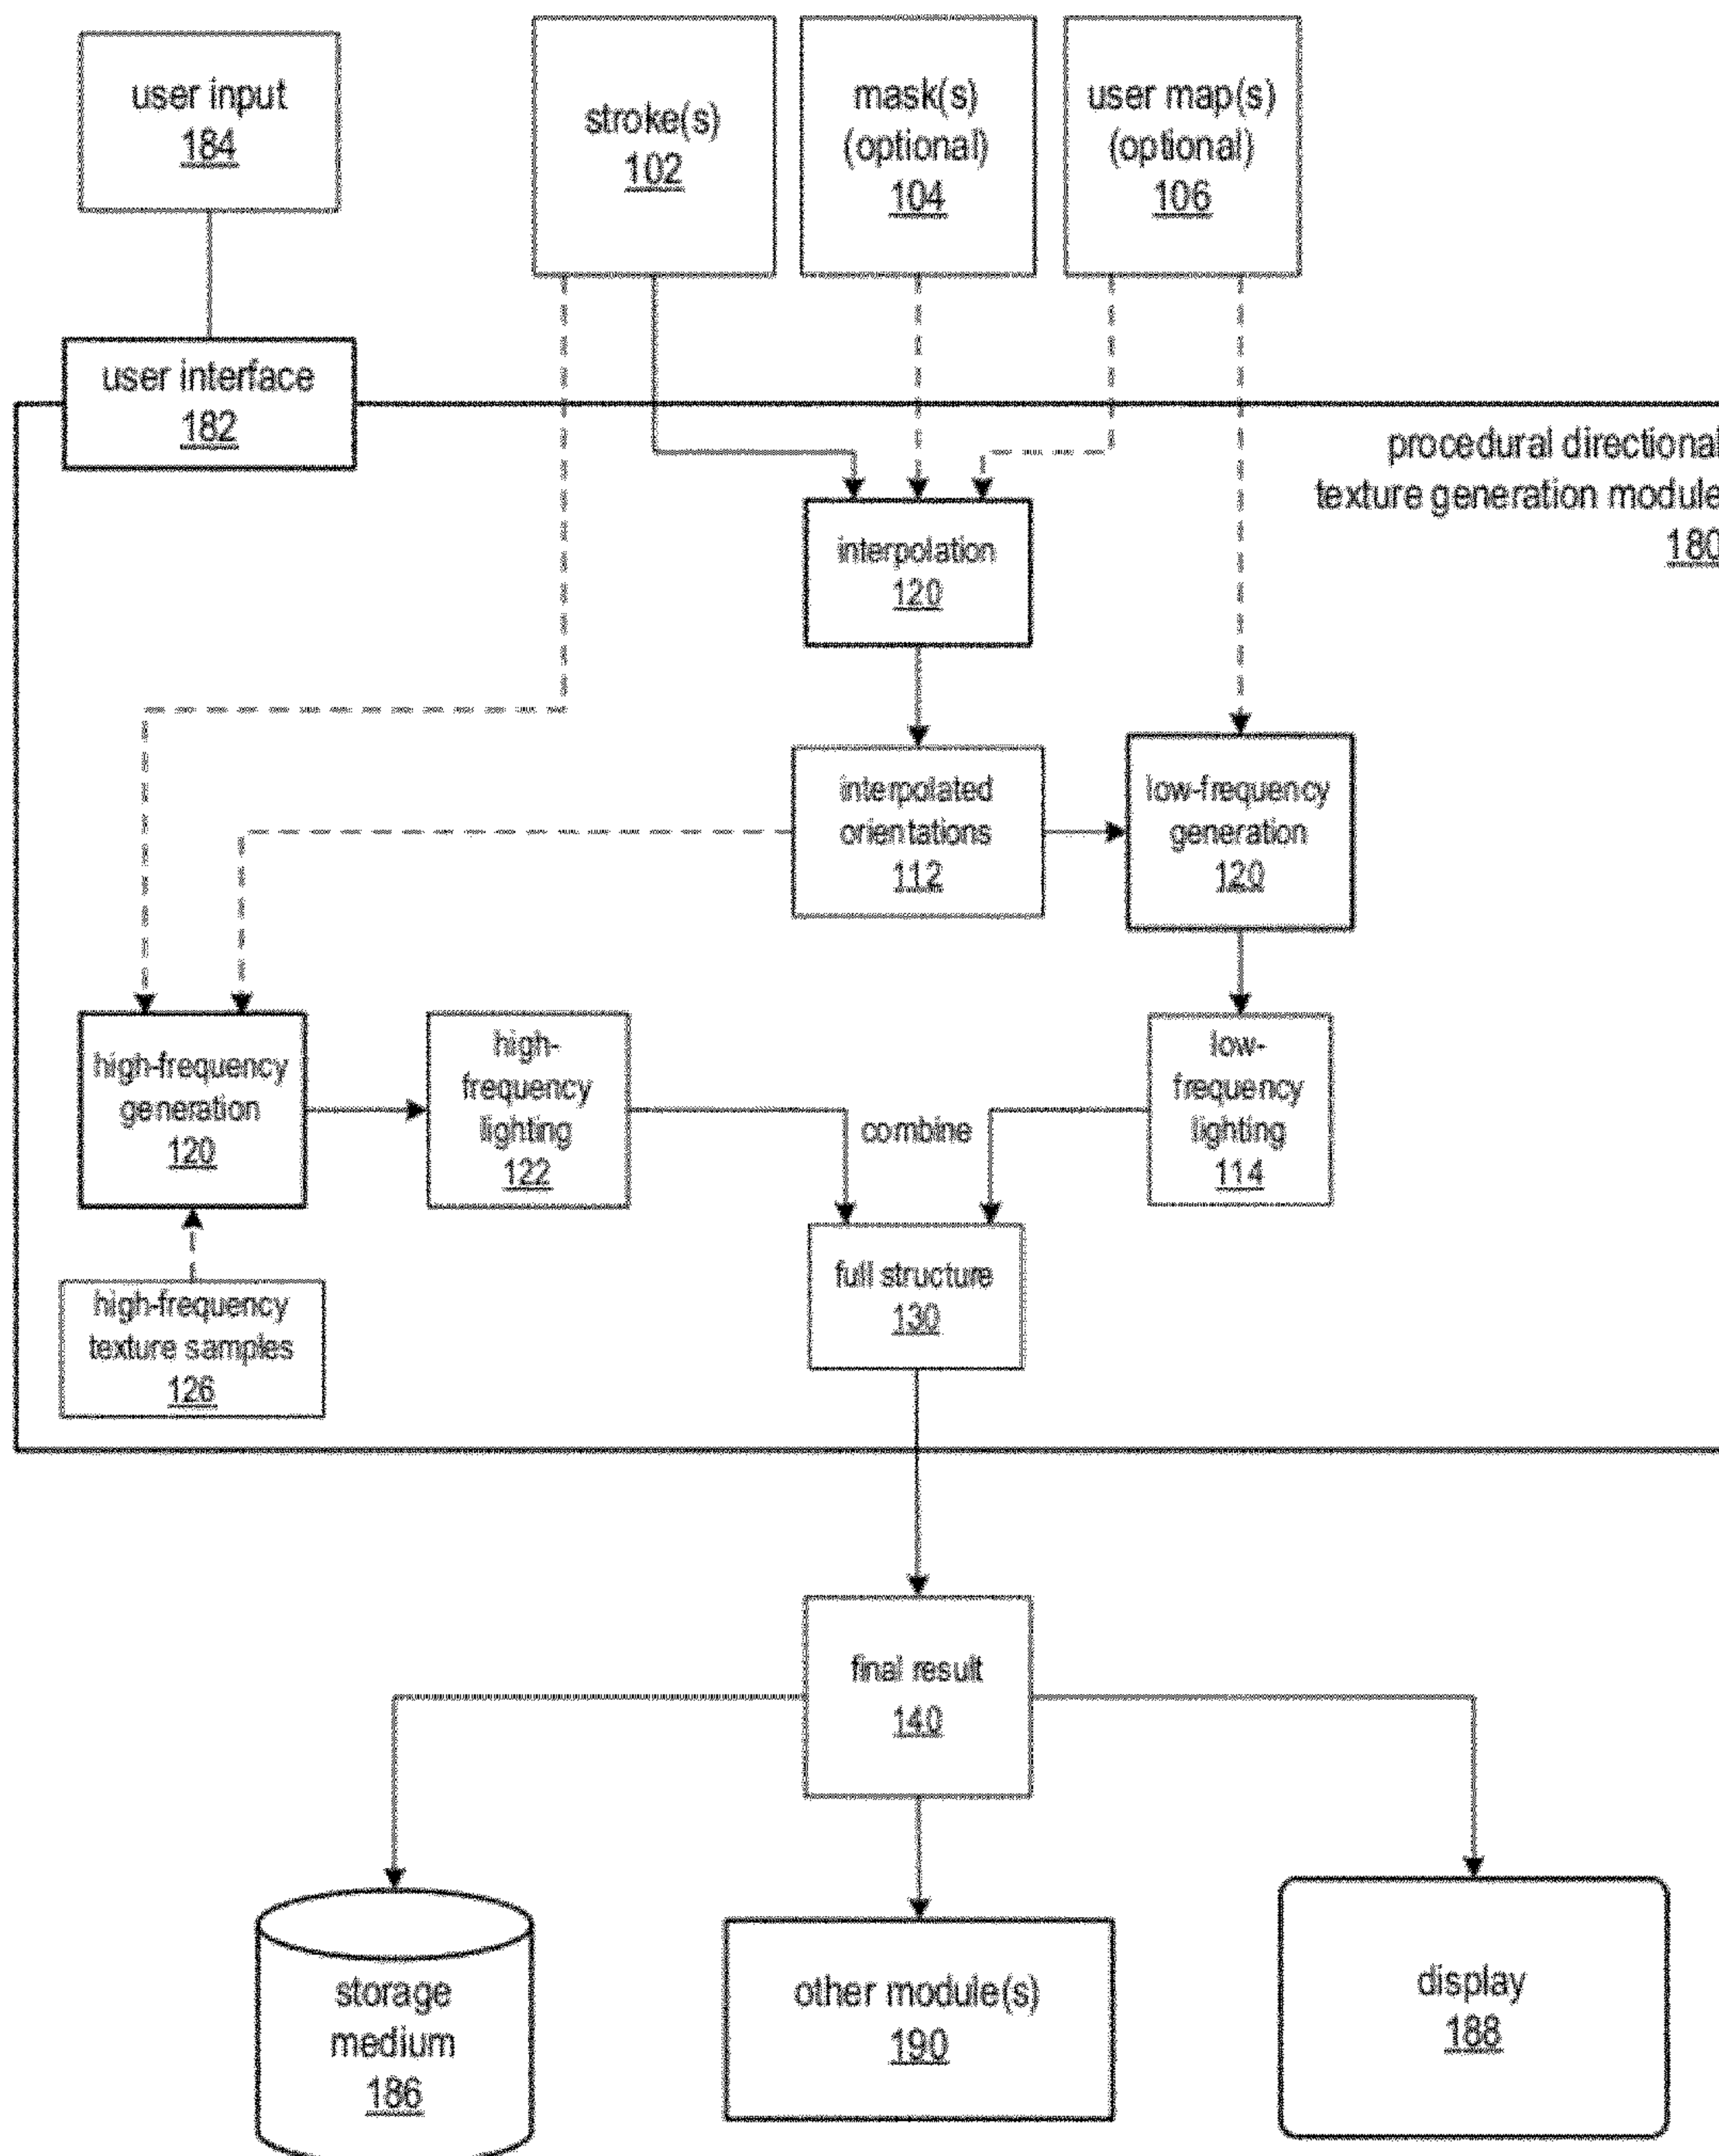 user input
184
stroke(s)
102
mask(s)
(optional)
104
user map(s)
(optional)
106
user interface
182
procedural directional
texture generation module
180
interpolation
120
interpolated
orientations
112
low-frequency
generation
120
high-frequency
generation
120
high-
frequency
lighting
122
combine
low-
frequency
lighting
114
full structure
130
high-frequency
texture samples
126
final result
140
storage
medium
186
other module(s)
190
display
188